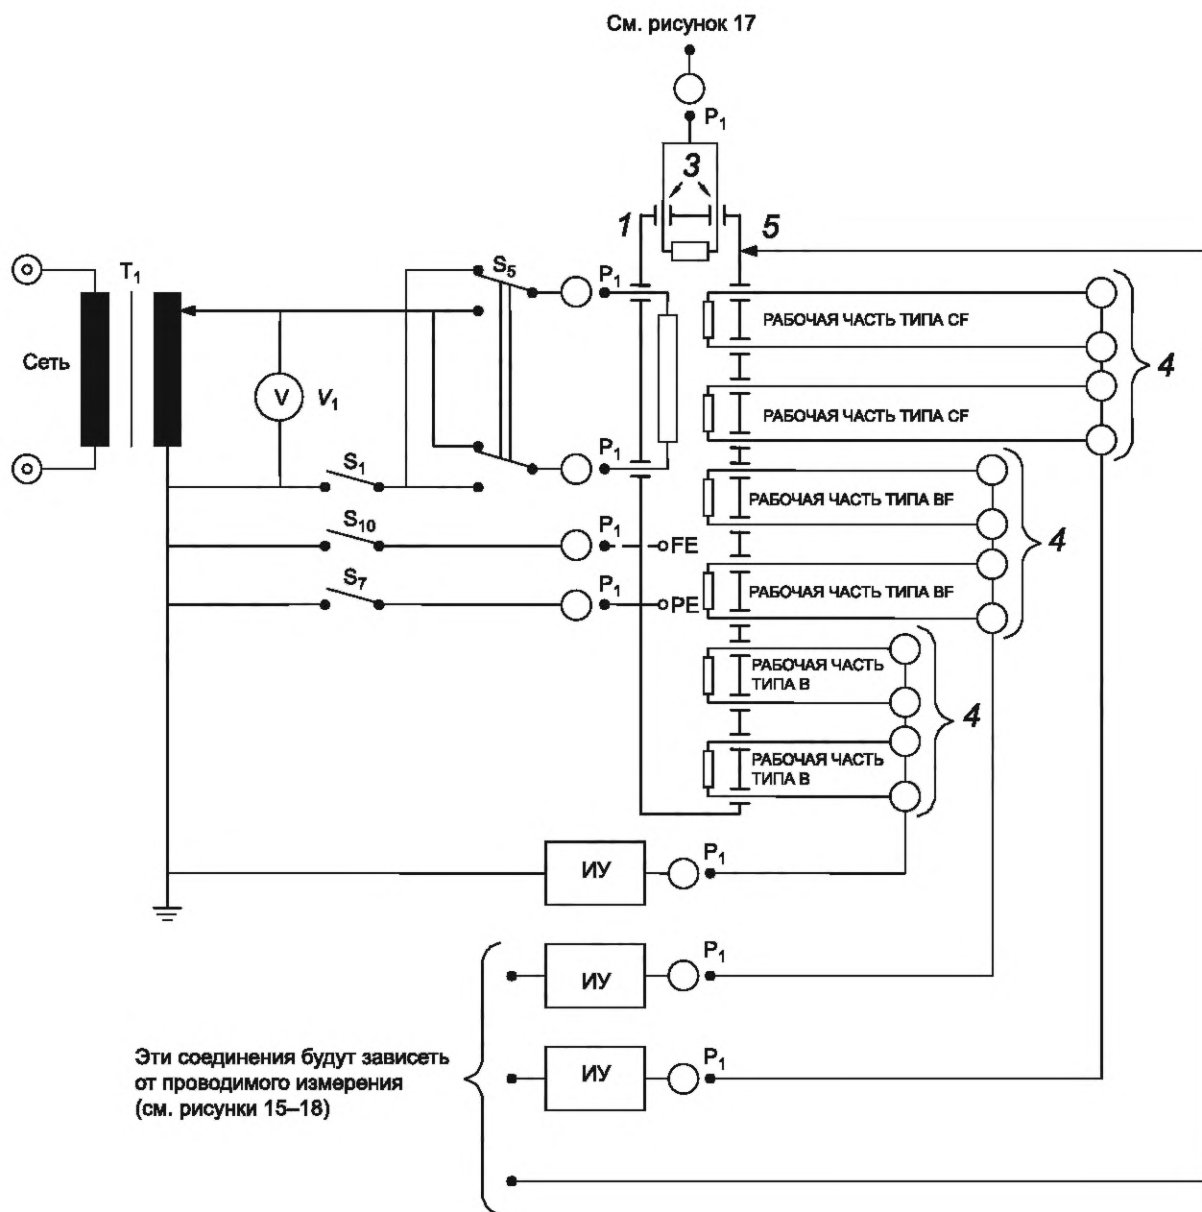 См. рисунок 17
P1
3
1
5
T1
S5
P1
4
РАБОЧАЯ ЧАСТЬ ТИПА CF
Сеть
V
V1
РАБОЧАЯ ЧАСТЬ ТИПА CF
P1
S1
РАБОЧАЯ ЧАСТЬ ТИПА BF
S10
P1
FE
4
S7
P1
PE
РАБОЧАЯ ЧАСТЬ ТИПА BF
РАБОЧАЯ ЧАСТЬ
ТИПА B
4
РАБОЧАЯ ЧАСТЬ
ТИПА B
ИУ
P1
ИУ
P1
Эти соединения будут зависеть
от проводимого измерения
(см. рисунки 15–18)
ИУ
P1